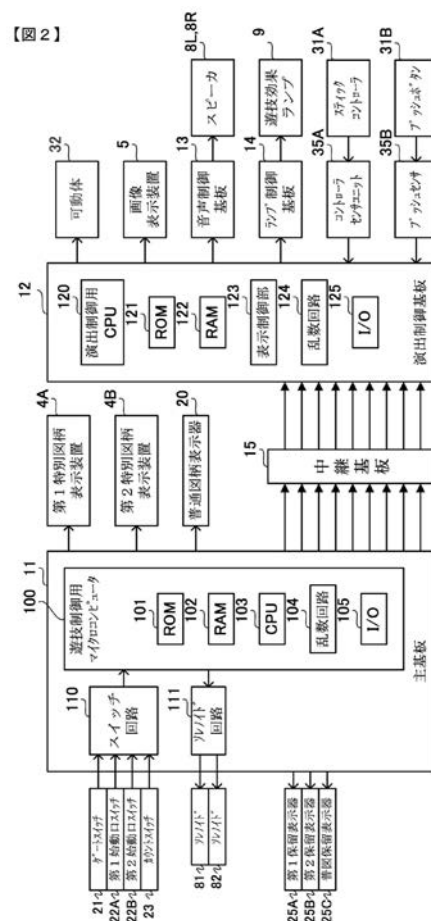 【図２】
21
ゲートスイッチ
22A
第１始動口スイッチ
22B
第２始動口スイッチ
23
カウントスイッチ
110
スイッチ
回路
81
ソレノイド
82
ソレノイド
111
ソレノイド
回路
25A
第１保留表示器
25B
第２保留表示器
25C
普図保留表示器
100
11
遊技制御用
マイクロコンピュータ
101
ROM
102
RAM
103
CPU
104
乱数回路
105
I/O
主基板
4A
第１特別図柄
表示装置
4B
第２特別図柄
表示装置
20
普通図柄表示器
15
中継
基板
12
120
演出制御用
CPU
121
ROM
122
RAM
123
表示制御部
124
乱数回路
125
I/O
演出制御基板
32
可動体
5
画像
表示装置
13
音声制御
基板
8L,8R
スピーカ
14
ランプ制御
基板
9
遊技効果
ランプ
35A
コントローラ
センサユニット
31A
スティック
コントローラ
35B
プッシュセンサ
31B
プッシュボタン